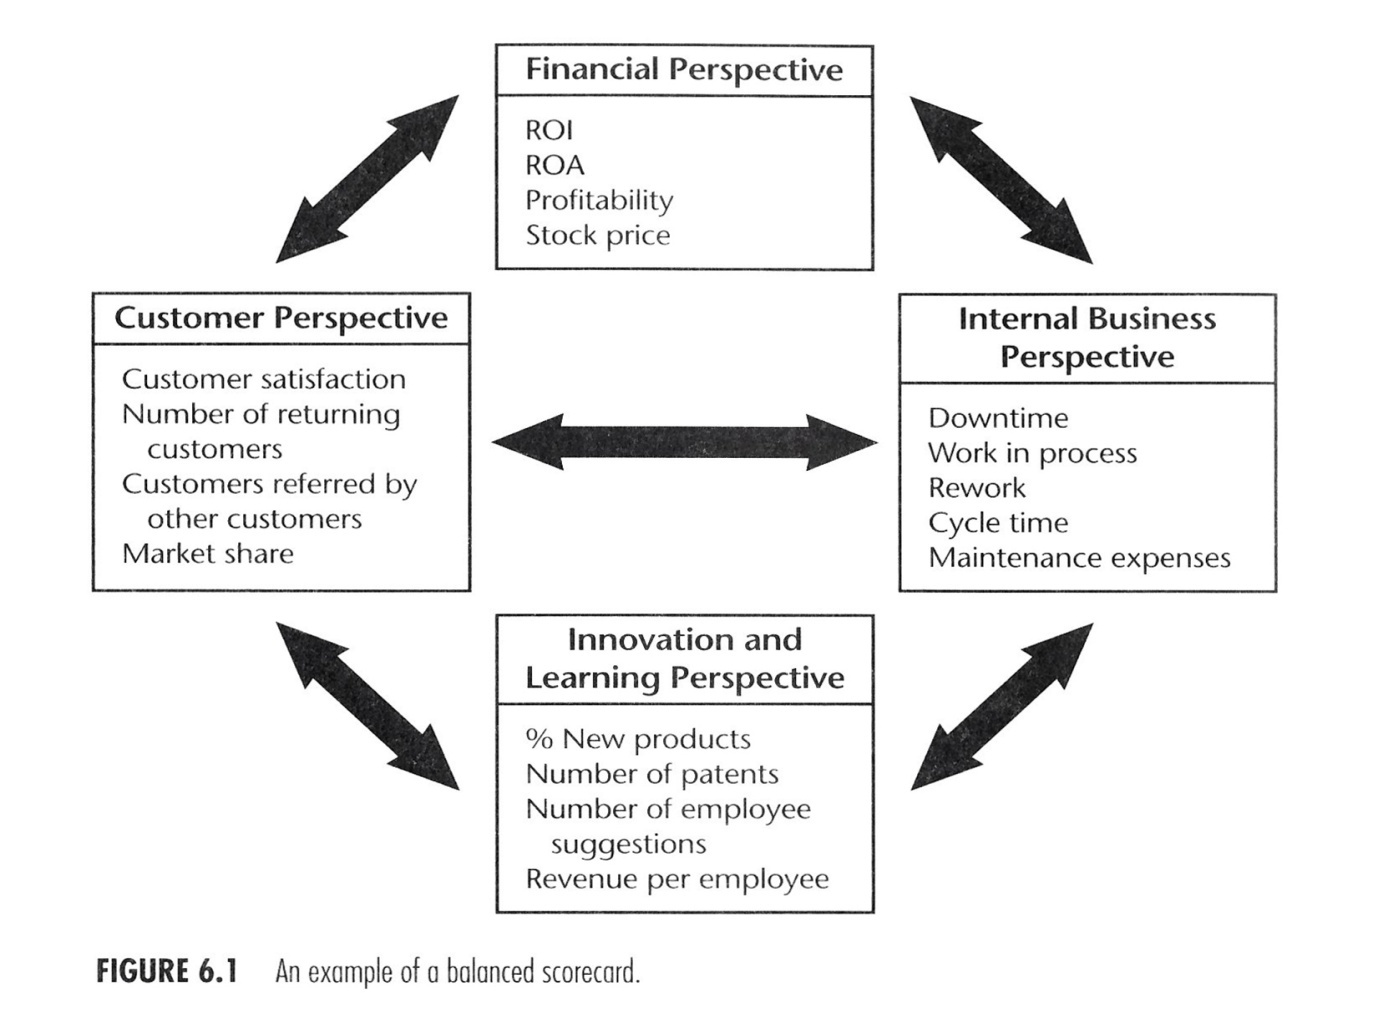 Financial Perspective
ROI
ROA
Profitability
Stock price
Customer Perspective
Customer satisfaction
Number of returning
customers
Customers referred by
other customers
Market share
Internal Business
Perspective
Downtime
Work in process
Rework
Cycle time
Maintenance expenses
Innovation and
Learning Perspective
% New products
Number of patents
Number of employee
suggestions
Revenue per employee
FIGURE 6.1 An example of a balanced scorecard.